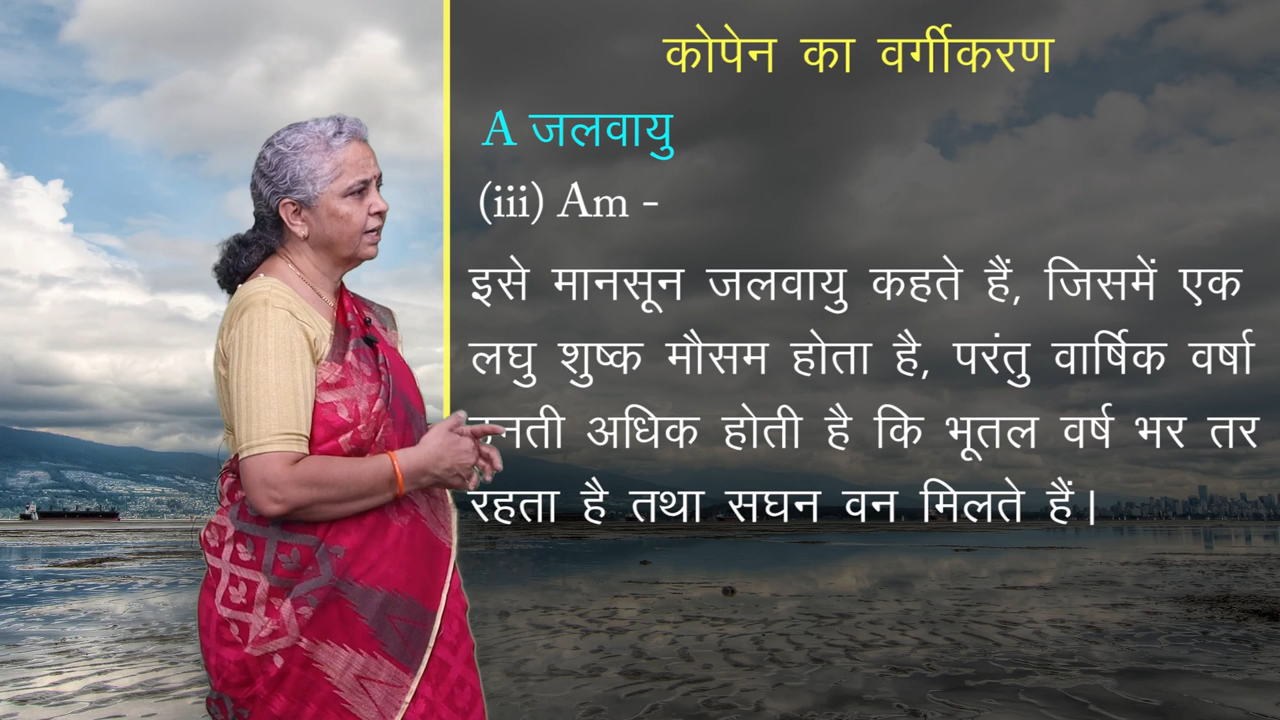 कोपेन का वर्गीकरण
A जलवायु
(iii) Am -
इसे मानसून जलवायु कहते हैं, जिसमें एक
लघु शुष्क मौसम होता है, परंतु वार्षिक वर्षा
अधिक होती है कि भूतल वर्ष भर तर
रहता है तथा सघन वन मिलते हैं।